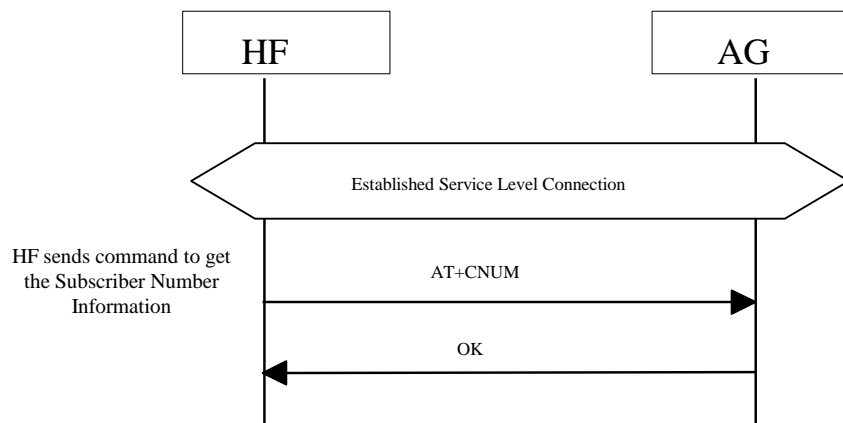 HF
AG
Established Service Level Connection
HF sends command to get
the Subscriber Number
Information
AT+CNUM
OK